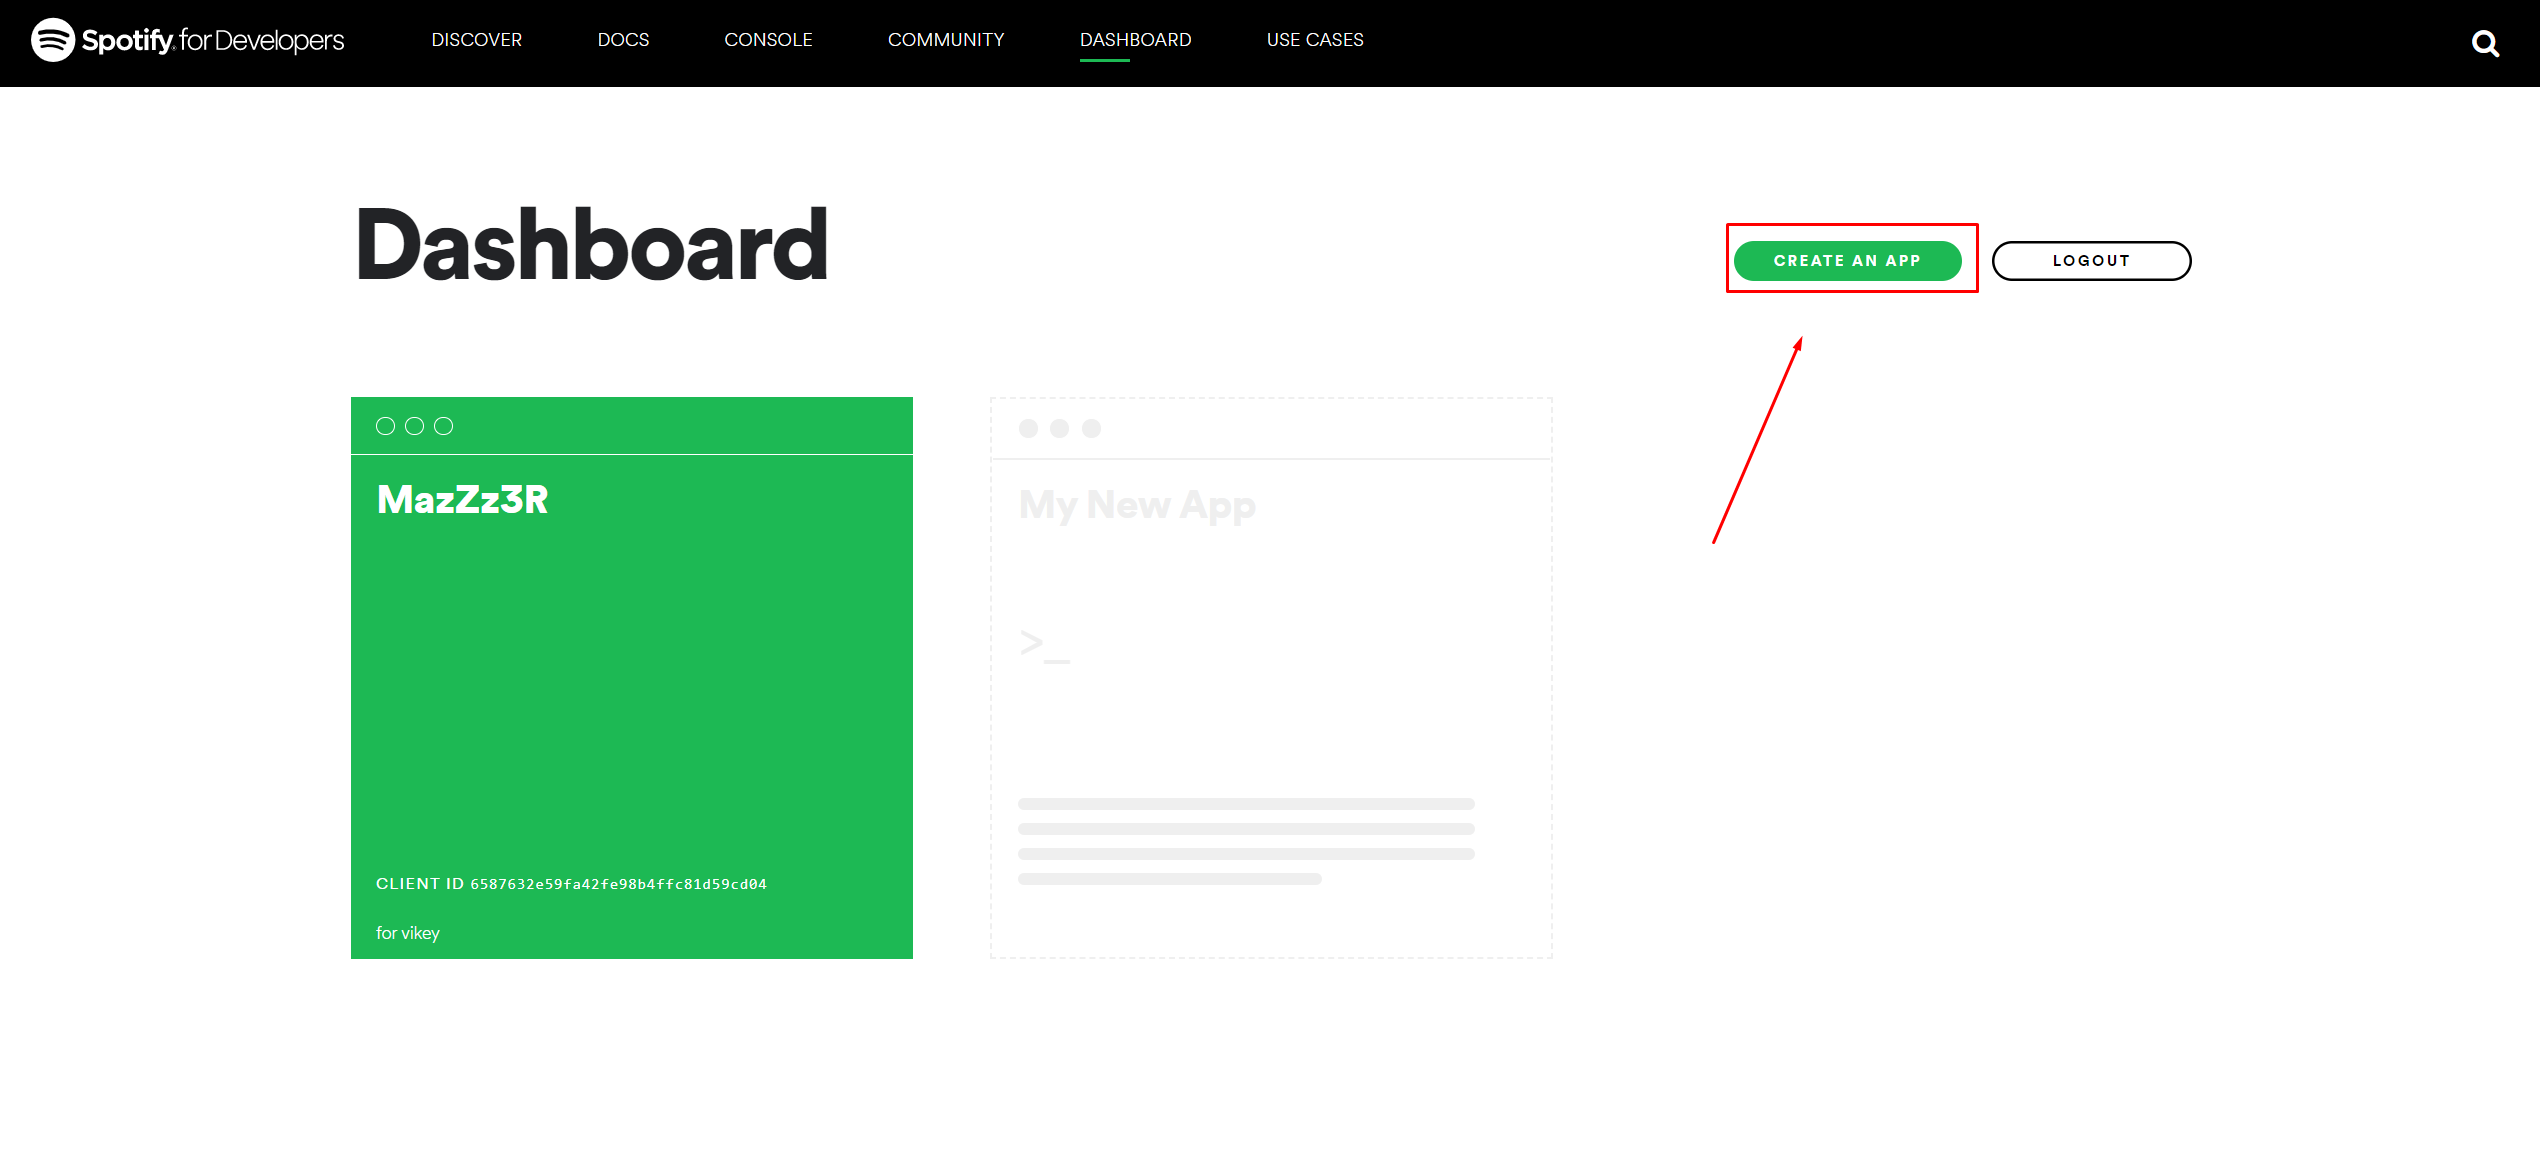 Spotify for Developers
DISCOVER
DOCS
CONSOLE
COMMUNITY
DASHBOARD
USE CASES
Dashboard
CREATE AN APP
LOGOUT
MazZz3R
CLIENT ID 6587632e59fa42fe98b4ffc81d59cd04
for vikey
My New App
>_